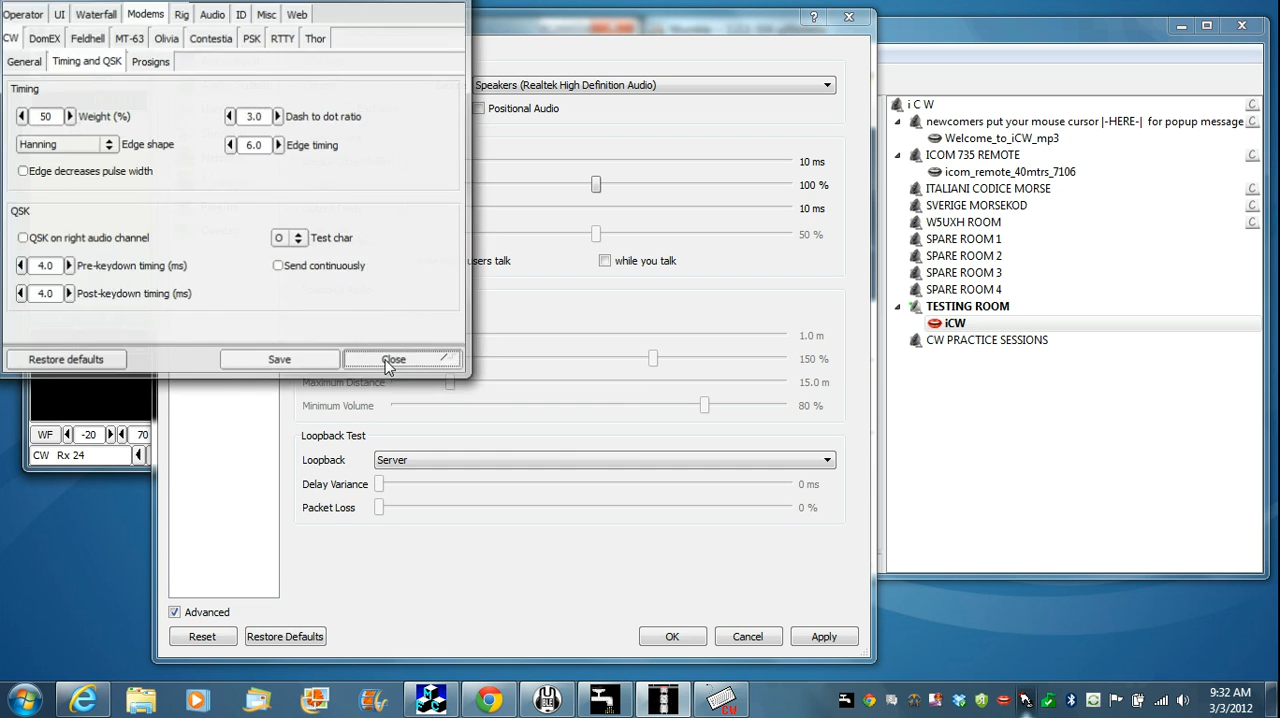 Operator UI Waterfall Modems Rig Audio ID Misc Web
CW DomEX Feldhell MT-63 Olivia Contestia PSK RTTY Thor
General Timing and QSK Prosigns
Timing
50 Weight (%) 3.0 Dash to dot ratio
Hanning Edge shape 6.0 Edge timing
Edge decreases pulse width
QSK
QSK on right audio channel O Test char
4.0 Pre-keydown timing (ms) Send continuously
4.0 Post-keydown timing (ms)
Restore defaults Save Close
WF -20 70
CW Rx 24
Speakers (Realtek High Definition Audio)
Positional Audio
10 ms
100 %
10 ms
50 %
users talk while you talk
1.0 m
150 %
Maximum Distance 15.0 m
Minimum Volume 80 %
Loopback Test
Loopback Server
Delay Variance 0 ms
Packet Loss 0 %
Advanced
Reset Restore Defaults OK Cancel Apply
i C W
newcomers put your mouse cursor |-HERE-| for popup message
Welcome_to_iCW_mp3
ICOM 735 REMOTE
icom_remote_40mtrs_7106
ITALIANI CODICE MORSE
SVERIGE MORSEKOD
W5UXH ROOM
SPARE ROOM 1
SPARE ROOM 2
SPARE ROOM 3
SPARE ROOM 4
TESTING ROOM
iCW
CW PRACTICE SESSIONS
CW
9:32 AM
3/3/2012